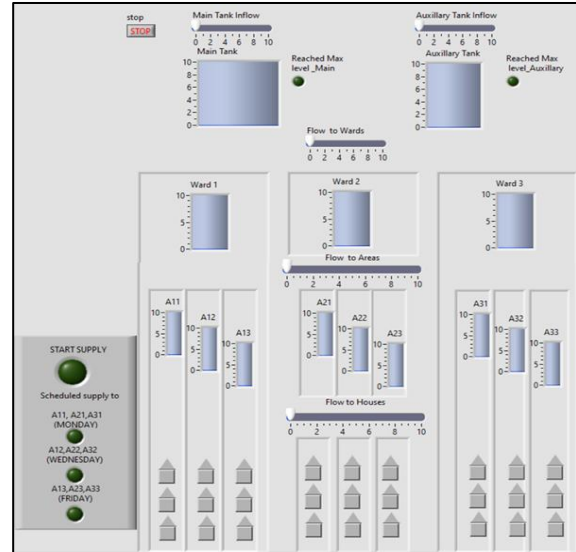 stop
STOP
Main Tank Inflow
0 2 4 6 8 10
Main Tank
10
8
6
4
2
0
Reached Max
level _Main
Auxillary Tank Inflow
0 2 4 6 8 10
Auxillary Tank
10
8
6
4
2
0
Reached Max
level_Auxillary
Flow to Wards
0 2 4 6 8 10
Ward 1
10
5
0
Ward 2
10
5
0
Ward 3
10
5
0
Flow to Areas
0 2 4 6 8 10
A11
10
5
0
A12
10
5
0
A13
10
5
0
A21
10
5
0
A22
10
5
0
A23
10
5
0
A31
10
5
0
A32
10
5
0
A33
10
5
0
Flow to Houses
0 2 4 6 8 10
START SUPPLY
Scheduled supply to
A11, A21,A31
(MONDAY)
A12,A22,A32
(WEDNESDAY)
A13,A23,A33
(FRIDAY)